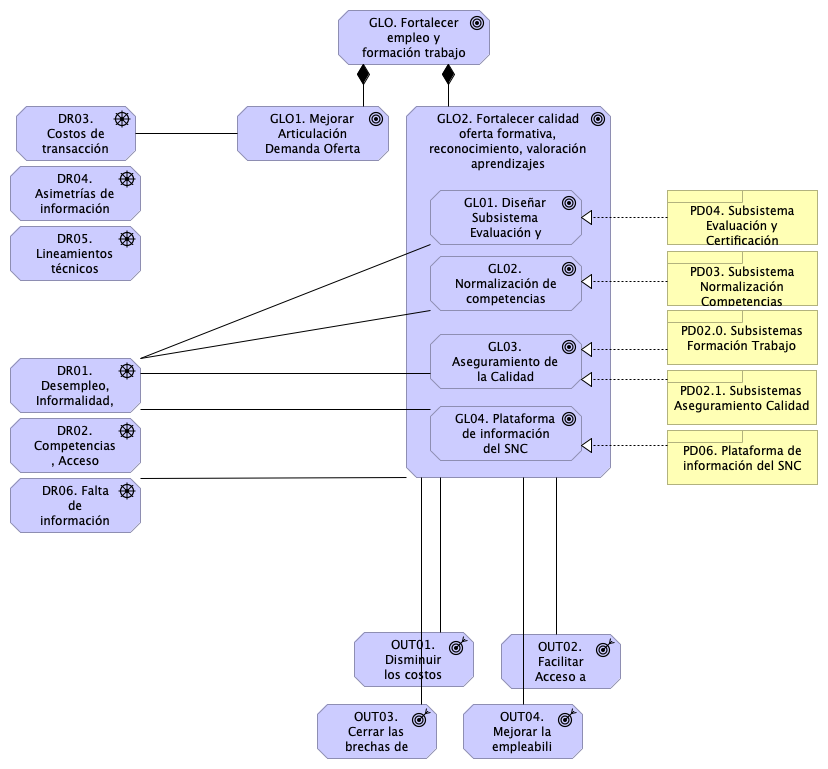 GLO. Fortalecer
empleo y
formación trabajo
DR03.
Costos de
transacción
GLO1. Mejorar
Articulación
Demanda Oferta
GLO2. Fortalecer calidad
oferta formativa,
reconocimiento, valoración
aprendizajes
DR04.
Asimetrías de
información
DR05.
Lineamientos
técnicos
GL01. Diseñar
Subsistema
Evaluación y
GL02.
Normalización de
competencias
GL03.
Aseguramiento de
la Calidad
GL04. Plataforma
de información
del SNC
PD04. Subsistema
Evaluación y
Certificación
PD03. Subsistema
Normalización
Competencias
PD02.0. Subsistemas
Formación Trabajo
PD02.1. Subsistemas
Aseguramiento Calidad
PD06. Plataforma de
información del SNC
DR01.
Desempleo,
Informalidad,
DR02.
Competencias
, Acceso
DR06. Falta
de
información
OUT01.
Disminuir
los costos
OUT02.
Facilitar
Acceso a
OUT03.
Cerrar las
brechas de
OUT04.
Mejorar la
empleabili